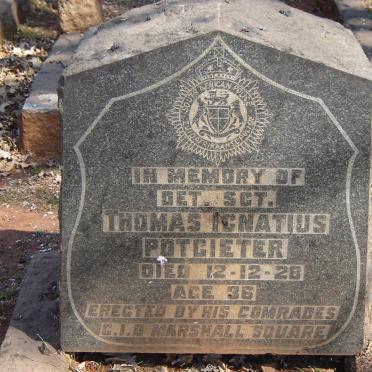 IN MEMORY OF
DET. SGT.
THOMAS IGNATIUS
POTGIETER
DIED 12-12-28
AGE 36
ERECTED BY HIS COMRADES
C.I.D MARSHALL SQUARE